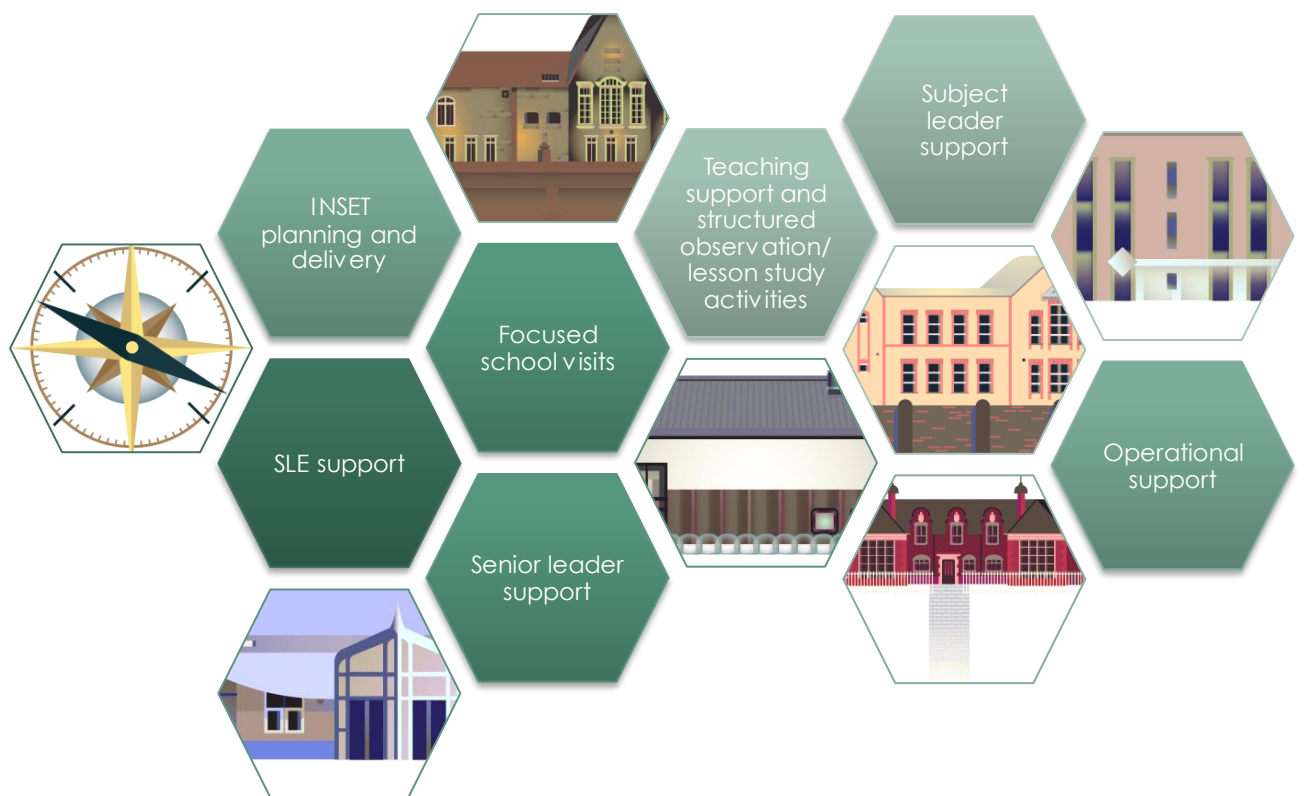 Subject
leader
support
Teaching
support and
structured
observation/
lesson study
activities
INSET
planning and
delivery
Focused
school visits
SLE support
Operational
support
Senior leader
support